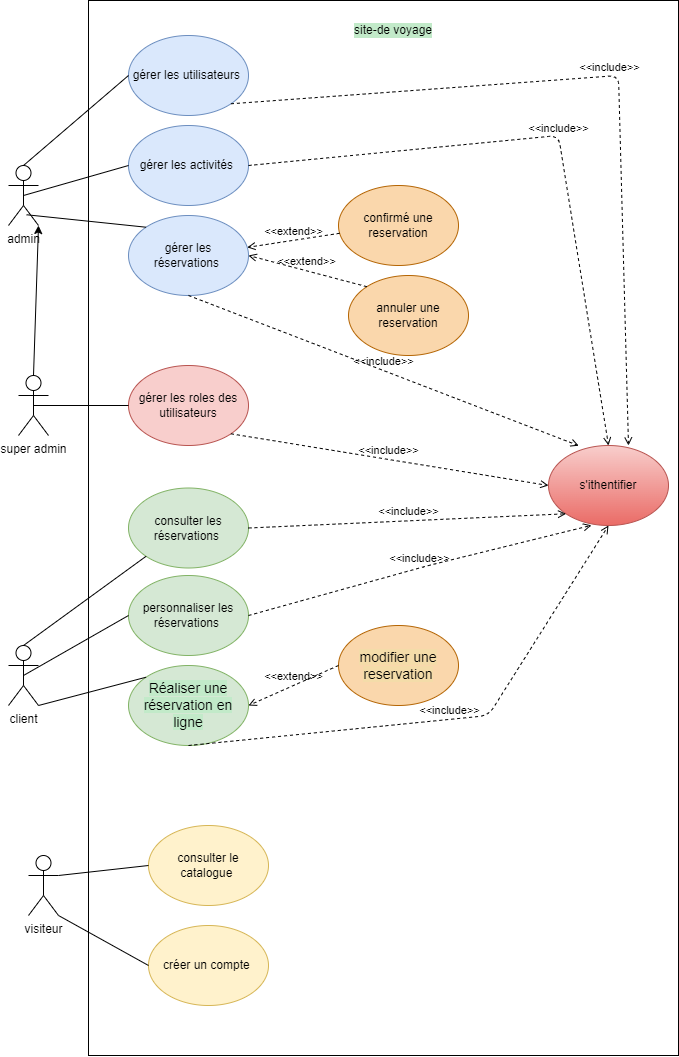 site-de voyage
gérer les utilisateurs
<<include>>
gérer les activités
<<include>>
admin
gérer les
réservations
<<extend>>
confirmé une
reservation
<<extend>>
annuler une
reservation
<<include>>
super admin
gérer les roles des
utilisateurs
<<include>>
s'ithentifier
consulter les
réservations
<<include>>
personnaliser les
réservations
<<include>>
client
Réaliser une
réservation en
ligne
<<extend>>
modifier une
reservation
<<include>>
visiteur
consulter le
catalogue
créer un compte